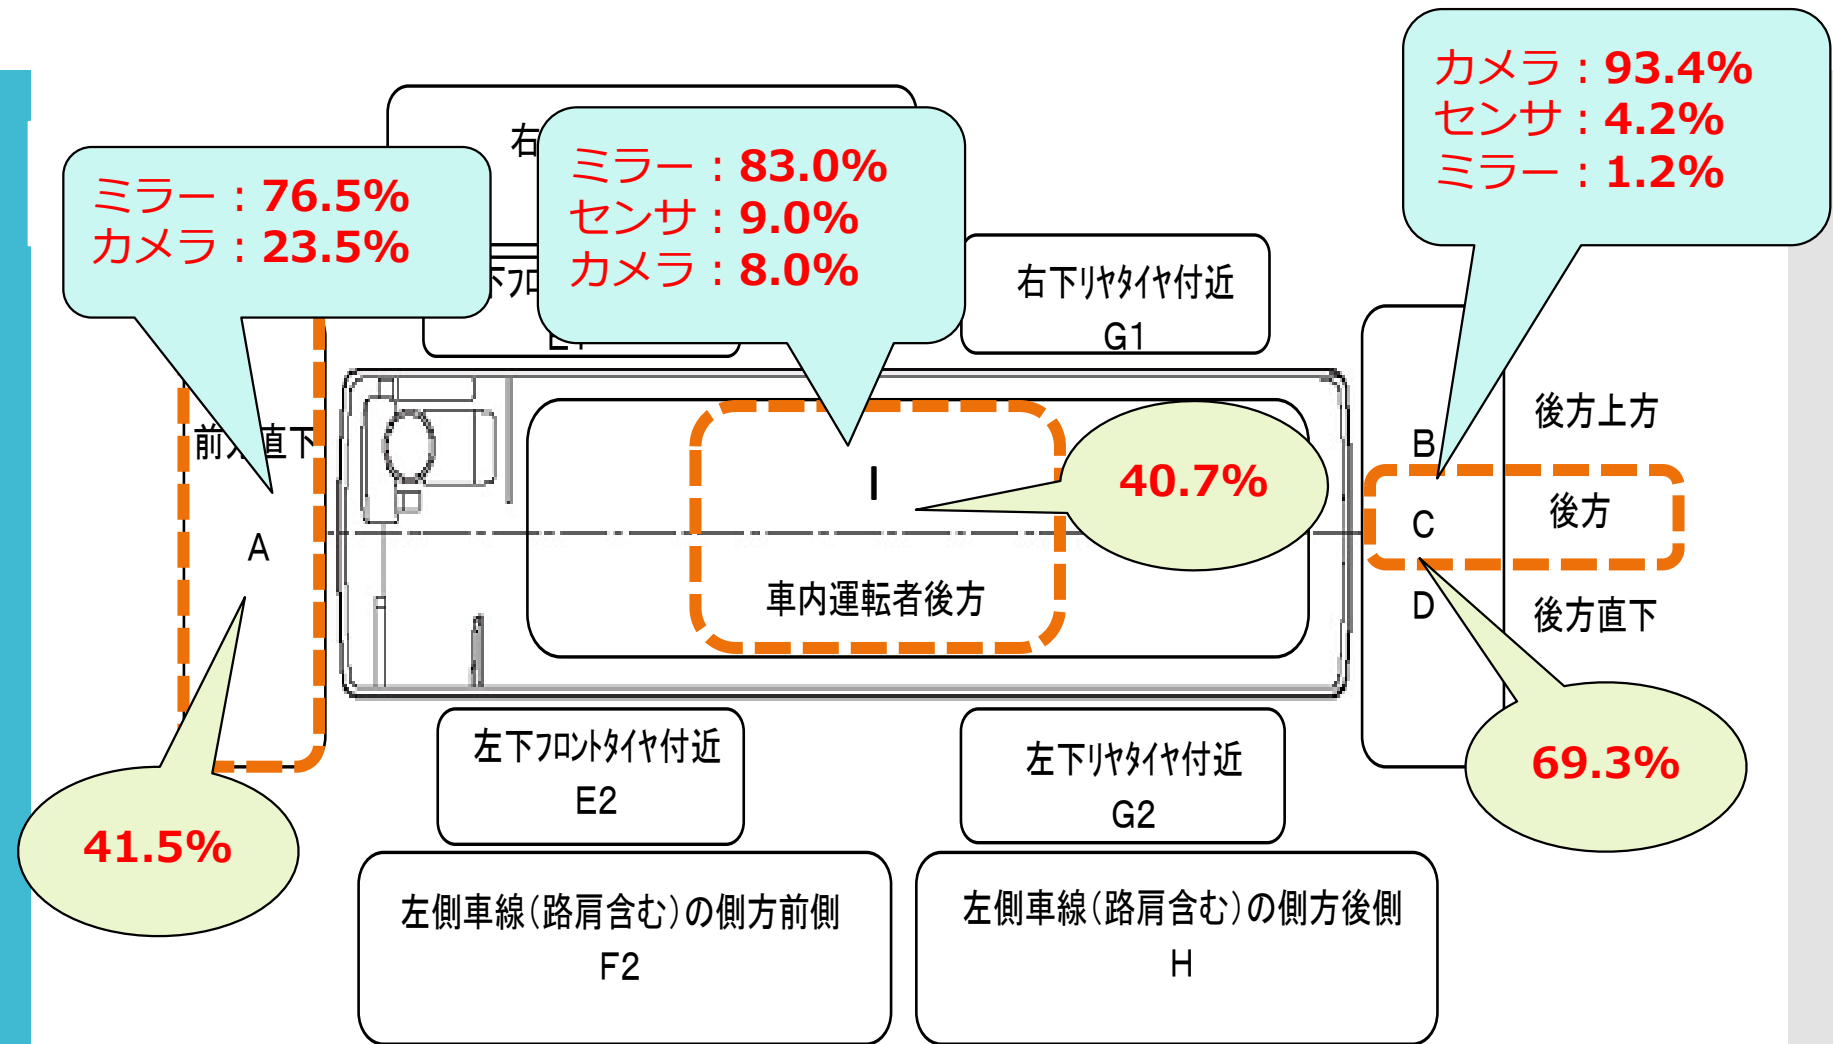 カメラ：93.4%
センサ：4.2%
ミラー：1.2%
右
ミラー：83.0%
センサ：9.0%
カメラ：8.0%
ミラー：76.5%
カメラ：23.5%
右下リヤタイヤ付近
G1
前方直下
A
I
車内運転者後方
40.7%
B
後方上方
C
後方
D
後方直下
左下フロントタイヤ付近
E2
左下リヤタイヤ付近
G2
69.3%
41.5%
左側車線(路肩含む)の側方前側
F2
左側車線(路肩含む)の側方後側
H